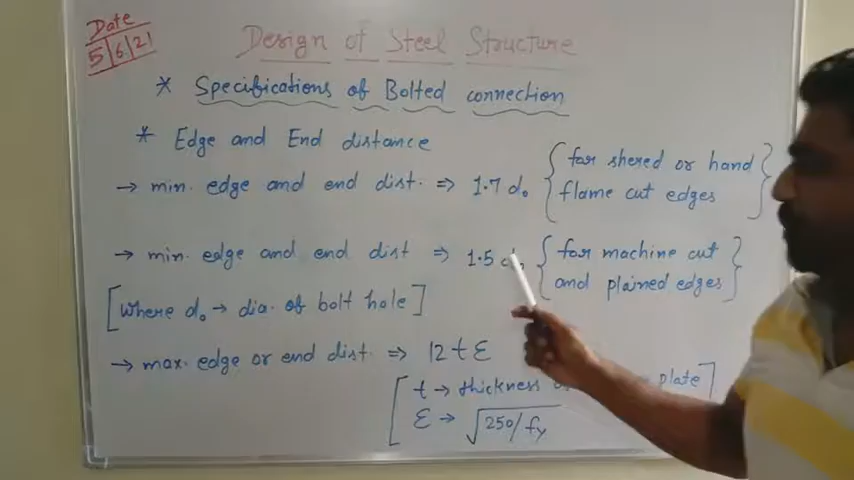 Date
5/6/21
Design of Steel Structure
* Specifications of Bolted connection
* Edge and End distance
→ min. edge and end dist. => 1.7 d₀ {for shered or hand
flame cut edges}
→ min. edge and end dist => 1.5 {for machine cut
and plained edges}
[where d₀ → dia. of bolt hole]
→ max. edge or end dist. => 12 t ε
[t → thickness plate]
ε → √250/fy